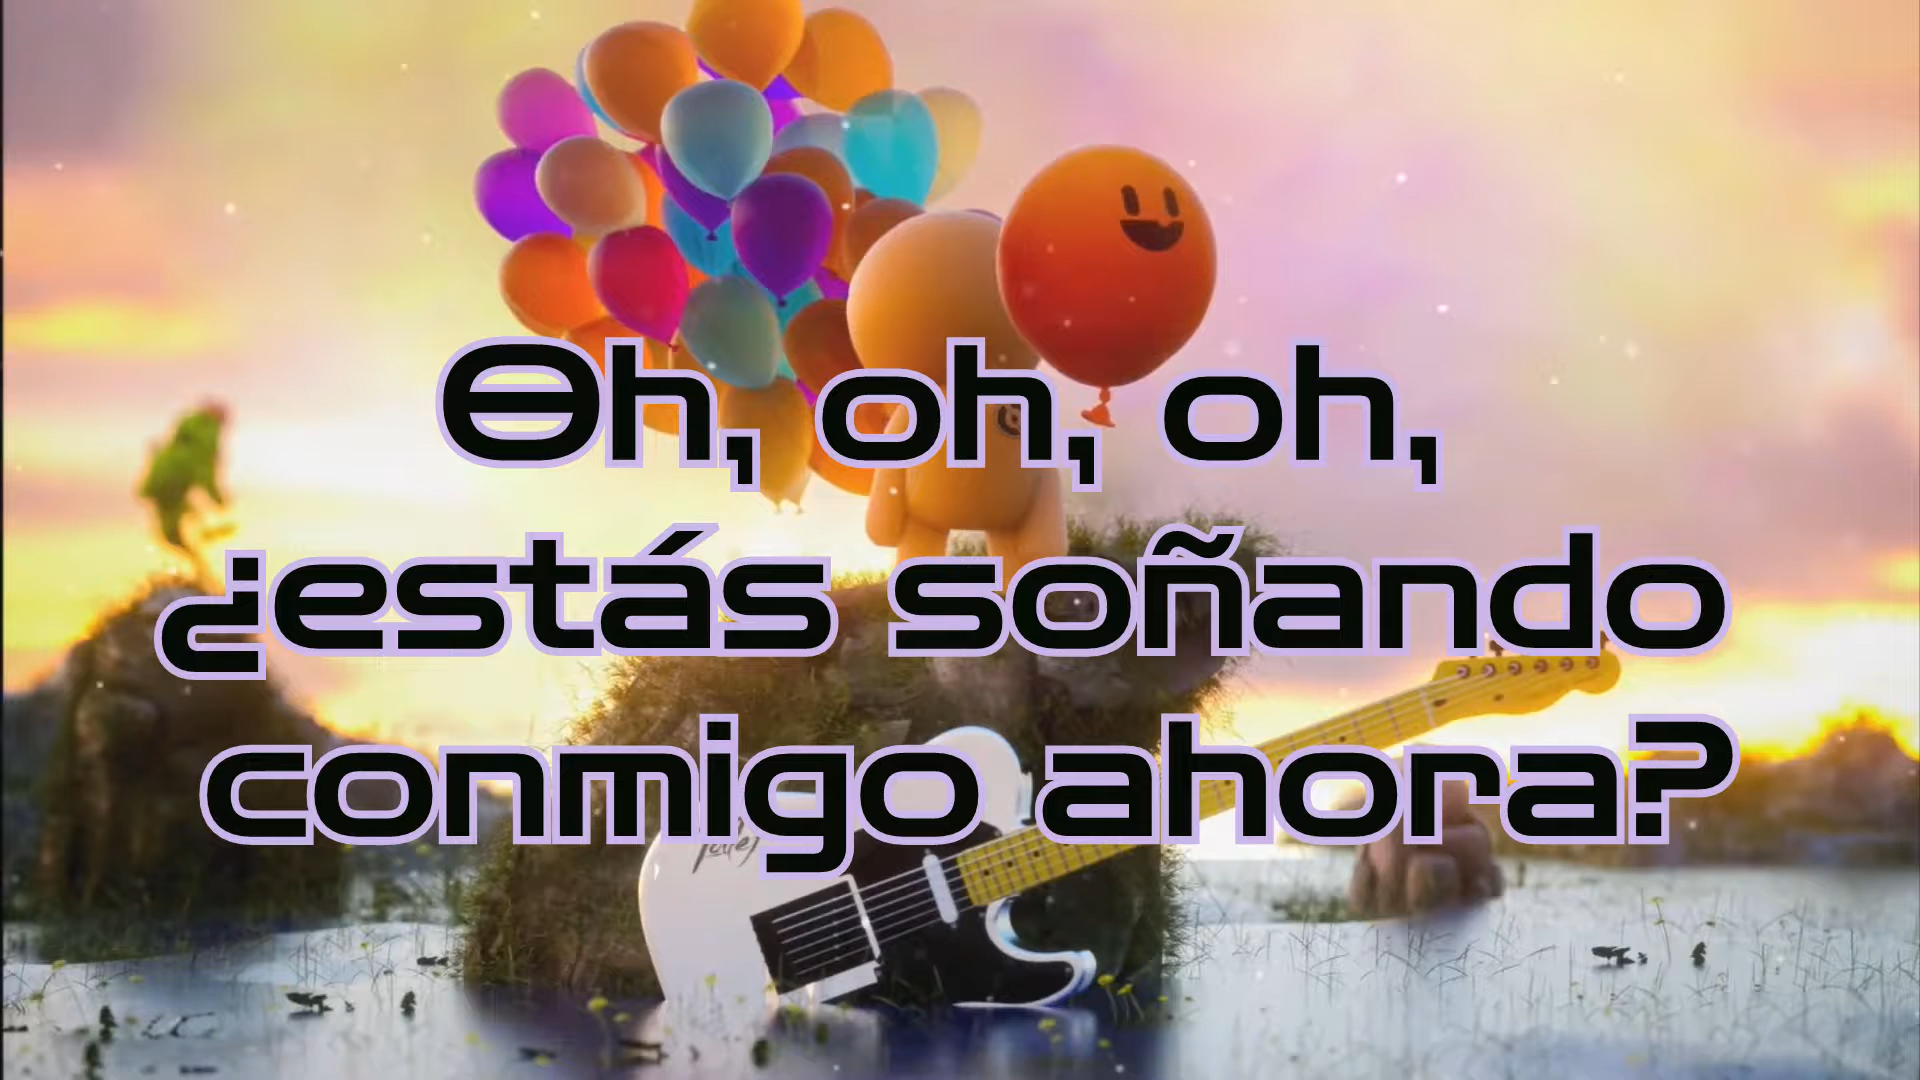 Oh, oh, oh,
¿estás soñando
conmigo ahora?